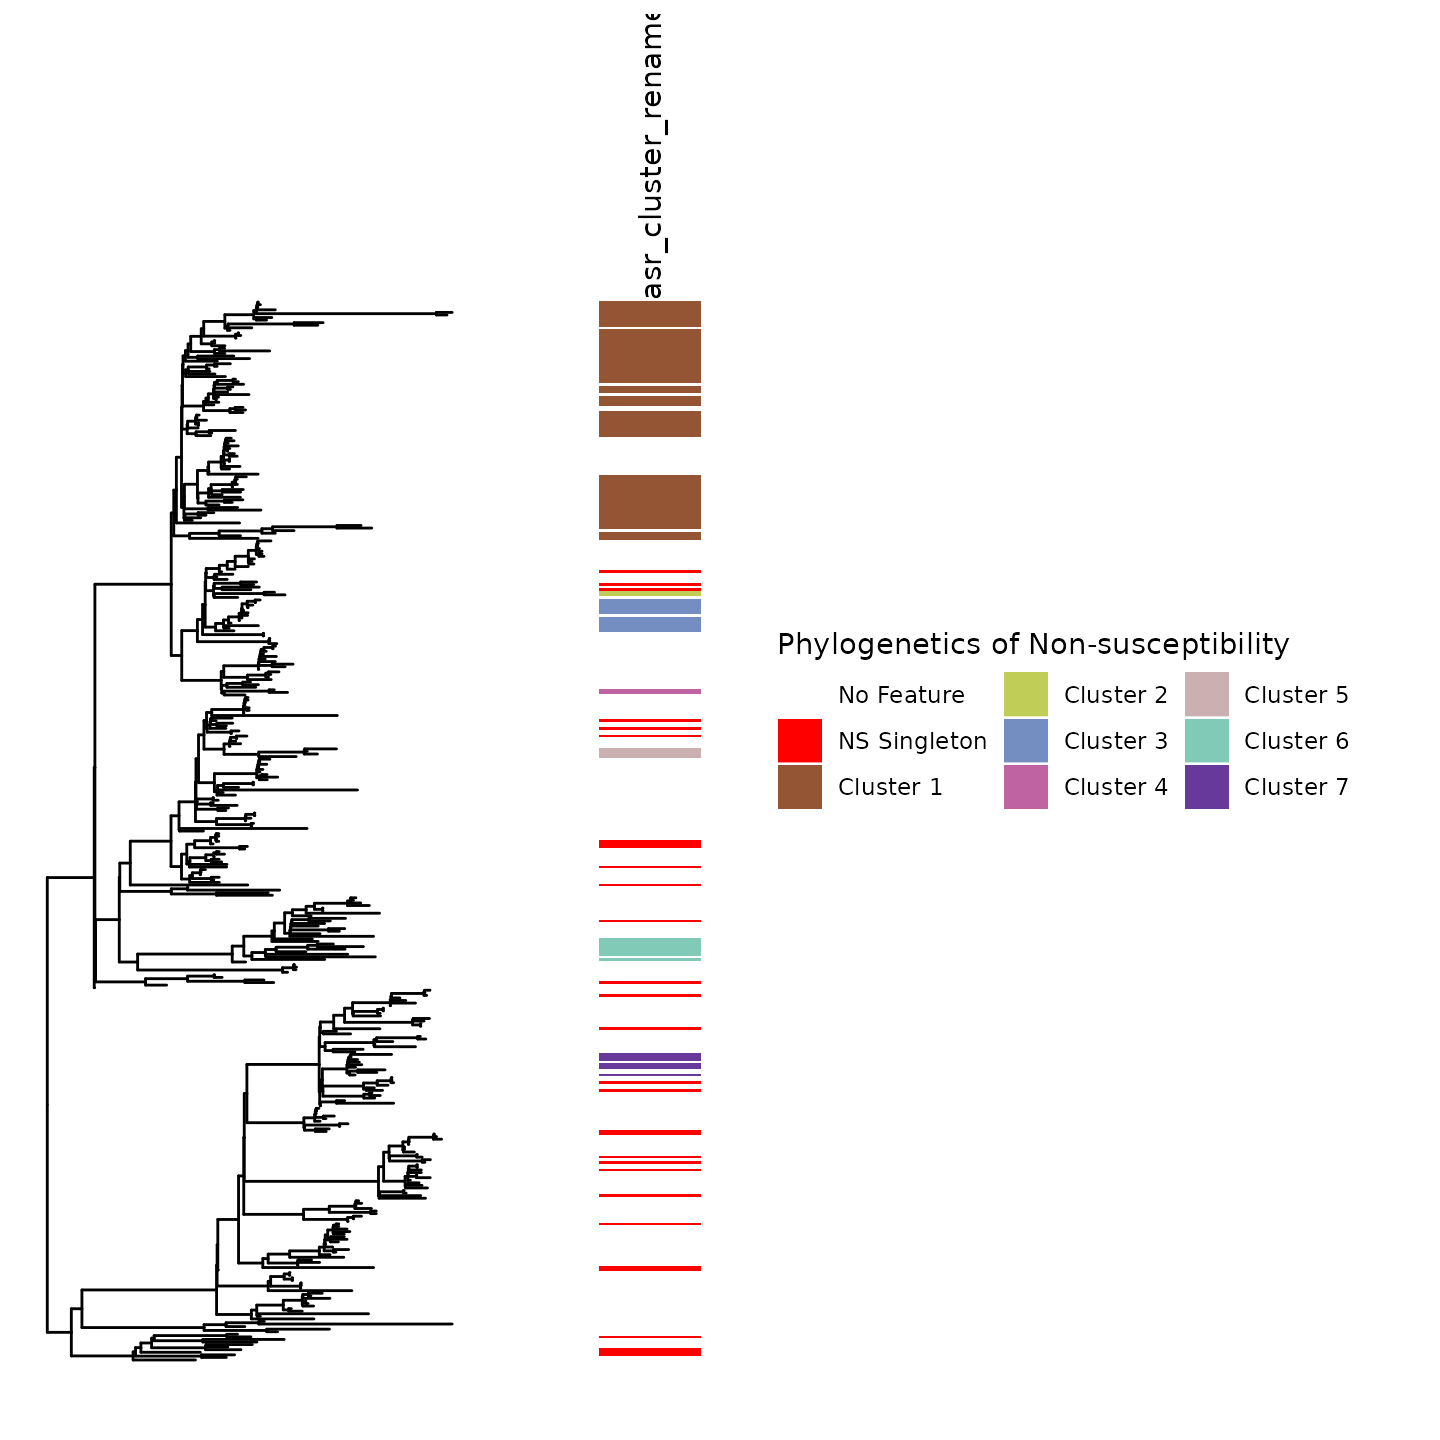 asr_cluster_rename
Phylogenetics of Non-susceptibility
No Feature
NS Singleton
Cluster 1
Cluster 2
Cluster 3
Cluster 4
Cluster 5
Cluster 6
Cluster 7